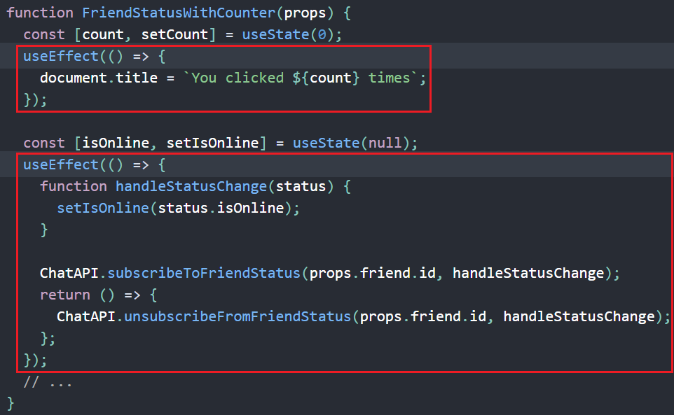 function FriendStatusWithCounter(props) {
  const [count, setCount] = useState(0);
  useEffect(() => {
    document.title = `You clicked ${count} times`;
  });

  const [isOnline, setIsOnline] = useState(null);
  useEffect(() => {
    function handleStatusChange(status) {
      setIsOnline(status.isOnline);
    }

    ChatAPI.subscribeToFriendStatus(props.friend.id, handleStatusChange);
    return () => {
      ChatAPI.unsubscribeFromFriendStatus(props.friend.id, handleStatusChange);
    };
  });
  // ...
}